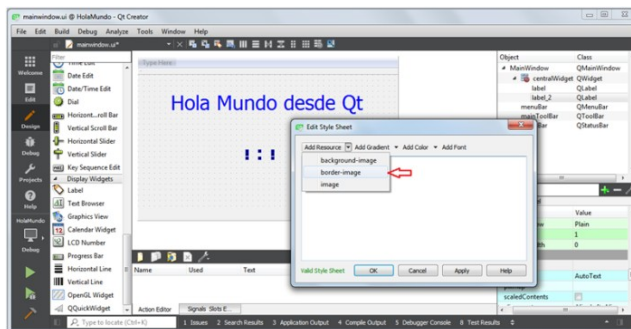 mainwindow.ui @ HolaMundo - Qt Creator
File Edit Build Debug Analyze Tools Window Help
mainwindow.ui*
Filter
Welcome
Edit
Design
Debug
Projects
Help
HolaMundo
Debug
Time Edit
Date Edit
Date/Time Edit
Dial
Horizont...roll Bar
Vertical Scroll Bar
Horizontal Slider
Vertical Slider
Key Sequence Edit
Display Widgets
Label
Text Browser
Graphics View
Calendar Widget
LCD Number
Progress Bar
Horizontal Line
Vertical Line
OpenGL Widget
QQuickWidget
Type Here
Hola Mundo desde Qt
Name Used Text
Action Editor Signals Slots E...
Object Class
MainWindow QMainWindow
centralWidget QWidget
label QLabel
label_2 QLabel
menuBar QMenuBar
mainToolBar QToolBar
QStatusBar
Value
Plain
1
0
AutoText
scaledContents
Edit Style Sheet
Add Resource Add Gradient Add Color Add Font
background-image
border-image
image
Valid Style Sheet OK Cancel Apply Help
Type to locate (Ctrl+K) 1 Issues 2 Search Results 3 Application Output 4 Compile Output 5 Debugger Console 8 Test Results